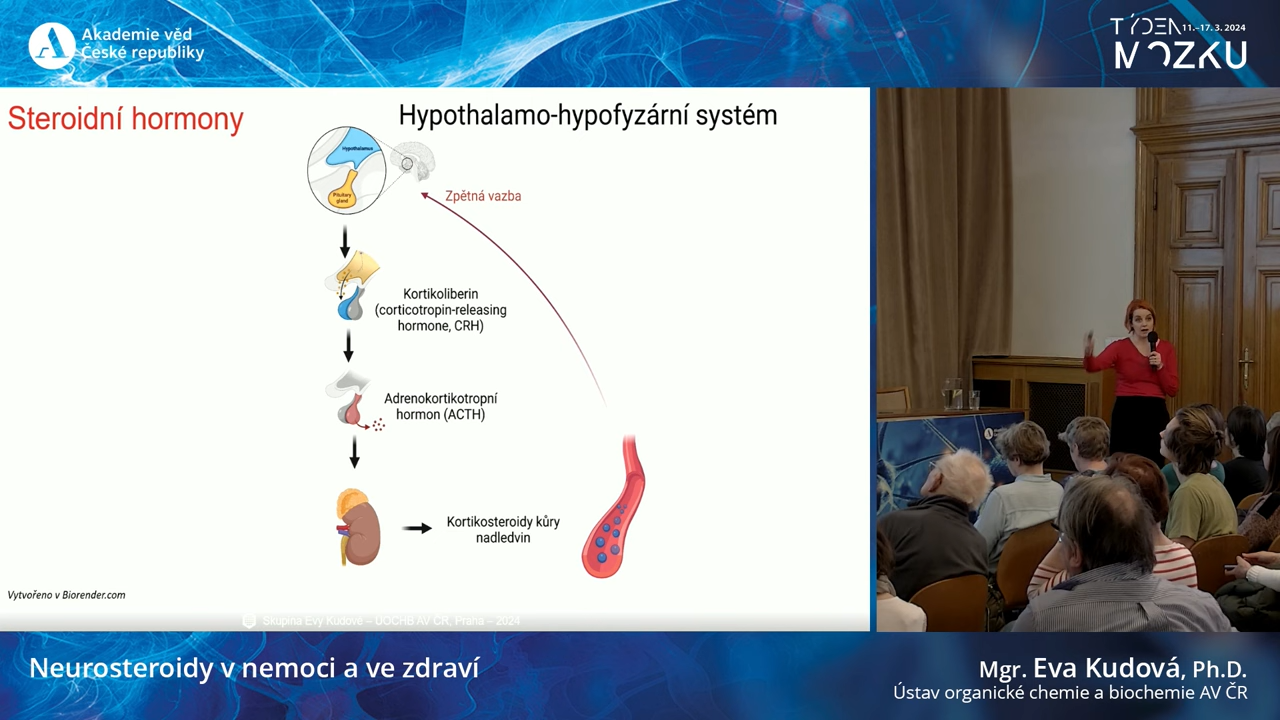 Akademie věd
České republiky
TÝDEN 11.–17. 3. 2024
MOZKU
Steroidní hormony
Hypothalamo-hypofyzární systém
Hypothalamus
Pituitary
gland
Zpětná vazba
Kortikoliberin
(corticotropin-releasing
hormone, CRH)
Adrenokortikotropní
hormon (ACTH)
Kortikosteroidy kůry
nadledvin
Vytvořeno v Biorender.com
Skupina Evy Kudové – ÚOCHB AV ČR, Praha – 2024
Neurosteroidy v nemoci a ve zdraví
Mgr. Eva Kudová, Ph.D.
Ústav organické chemie a biochemie AV ČR